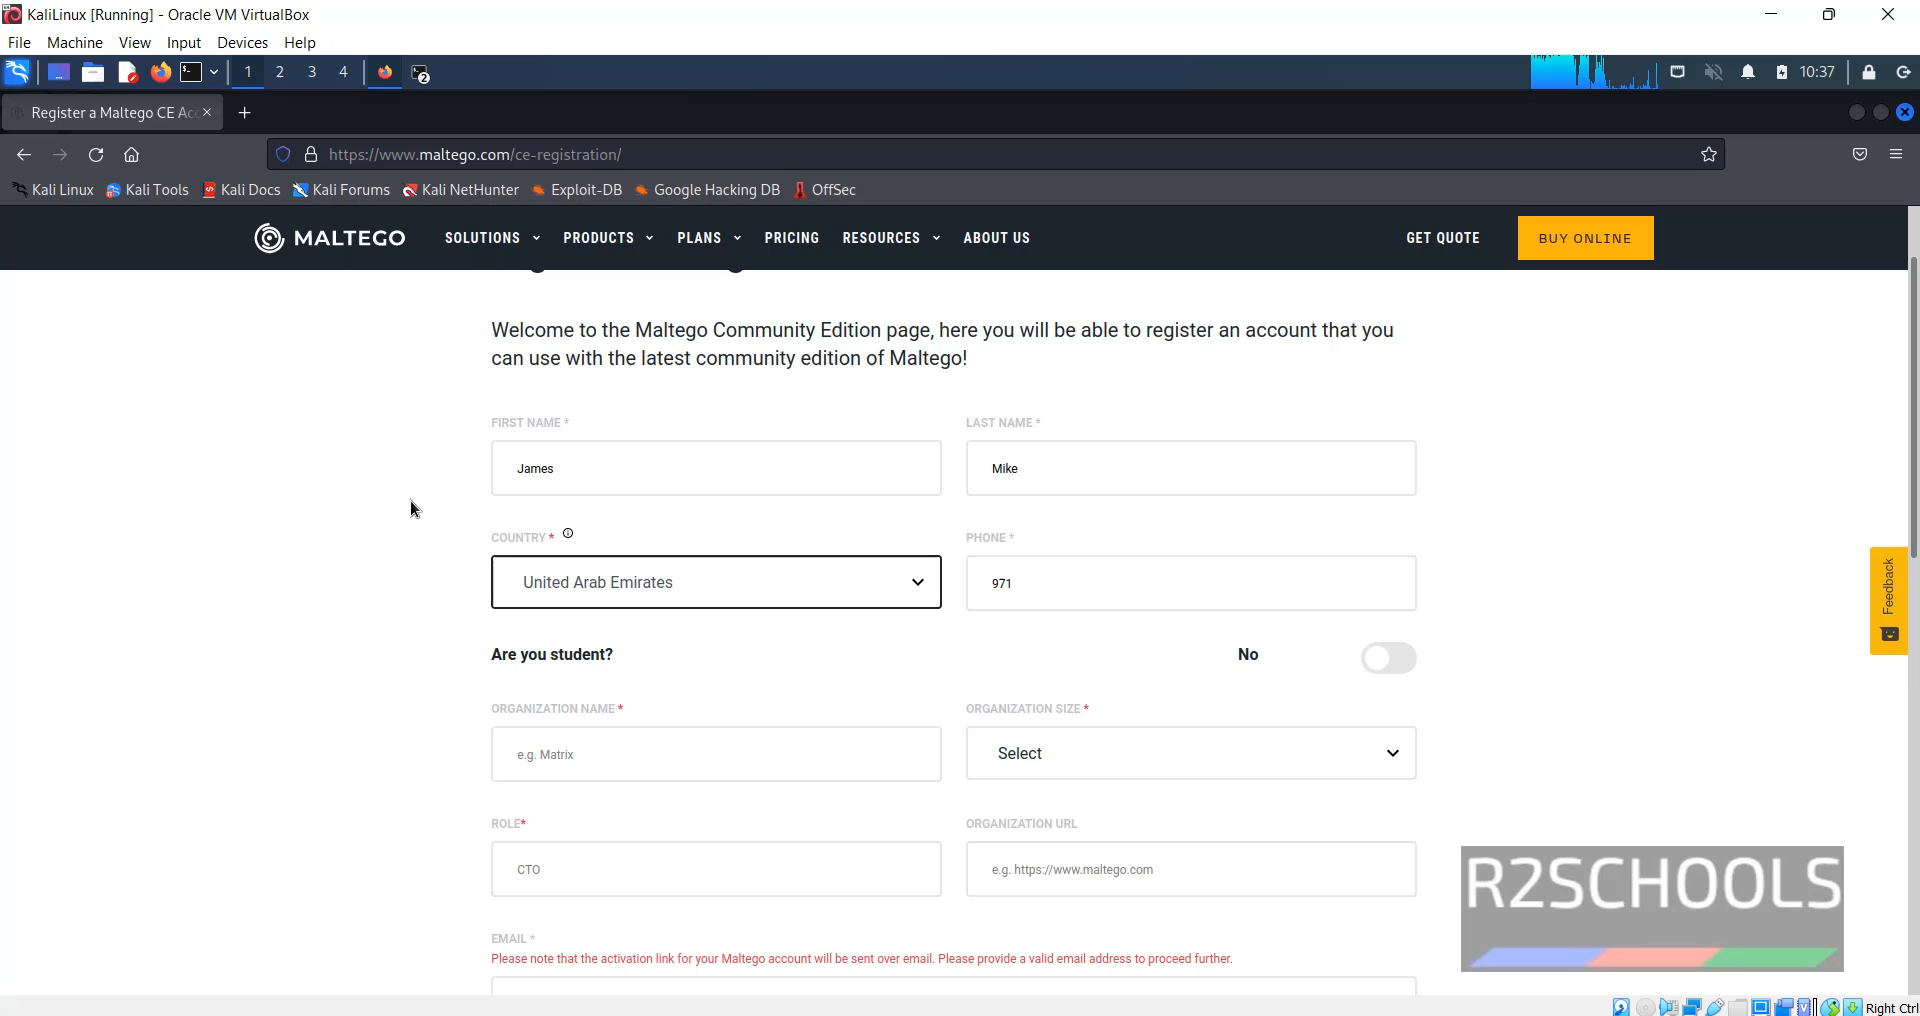 KaliLinux [Running] - Oracle VM VirtualBox
File Machine View Input Devices Help
1 2 3 4 2 10:37
Register a Maltego CE Acc
https://www.maltego.com/ce-registration/
Kali Linux Kali Tools Kali Docs Kali Forums Kali NetHunter Exploit-DB Google Hacking DB OffSec
MALTEGO SOLUTIONS PRODUCTS PLANS PRICING RESOURCES ABOUT US GET QUOTE BUY ONLINE
Welcome to the Maltego Community Edition page, here you will be able to register an account that you
can use with the latest community edition of Maltego!
FIRST NAME * LAST NAME *
James Mike
COUNTRY * PHONE *
United Arab Emirates 971
Feedback
Are you student? No
ORGANIZATION NAME * ORGANIZATION SIZE *
e.g. Matrix Select
ROLE* ORGANIZATION URL
CTO e.g. https://www.maltego.com
R2SCHOOLS
EMAIL *
Please note that the activation link for your Maltego account will be sent over email. Please provide a valid email address to proceed further.
Right Ctrl